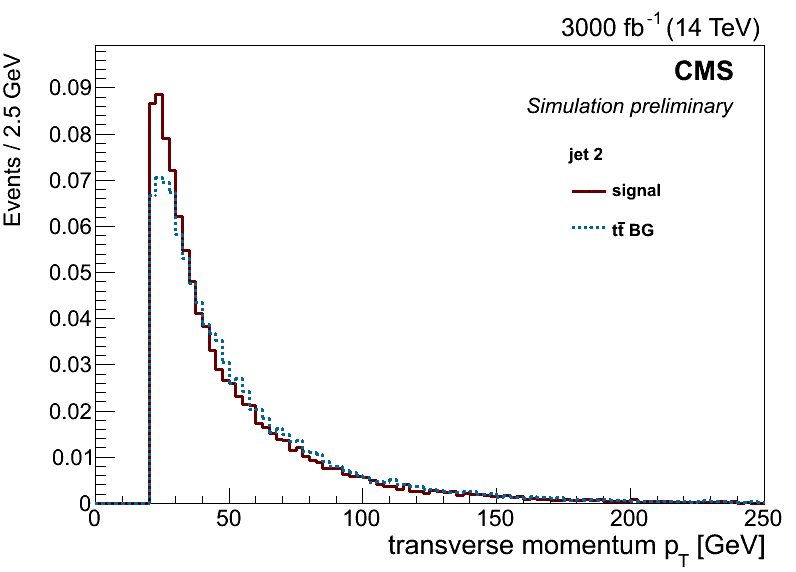 3000 fb⁻¹ (14 TeV)
CMS
Simulation preliminary
jet 2
signal
tt̄ BG
Events / 2.5 GeV
0.09
0.08
0.07
0.06
0.05
0.04
0.03
0.02
0.01
0
0 50 100 150 200 250
transverse momentum p_T [GeV]